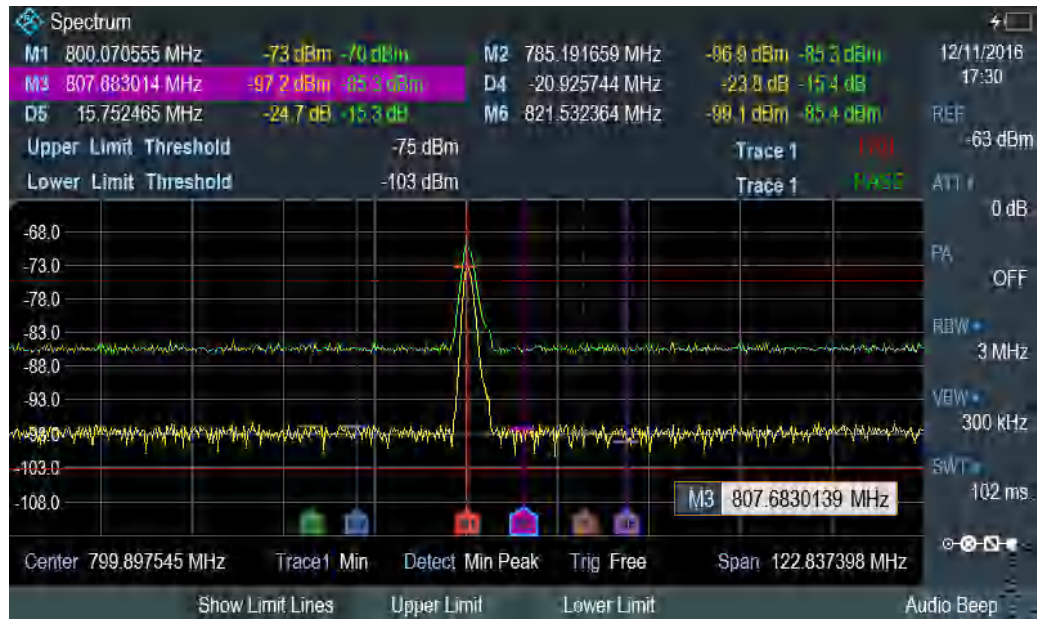 Spectrum
M1 800.070555 MHz -73 dBm -70 dBm M2 785.191659 MHz -96.9 dBm -85.3 dBm 12/11/2016
M3 807.683014 MHz -97.2 dBm -85.3 dBm D4 -20.925744 MHz -23.8 dB -15.4 dB 17:30
D5 15.752465 MHz -24.7 dB -15.3 dB M6 821.532364 MHz -99.1 dBm -85.4 dBm REF
Upper Limit Threshold -75 dBm Trace 1 -63 dBm
Lower Limit Threshold -103 dBm Trace 1 PASS ATT
0 dB
-68.0
PA
-73.0
OFF
-78.0
RBW
-83.0
3 MHz
-88.0
VBW
-93.0
300 kHz
-98.0
SWT
-103.0
102 ms
-108.0
M3 807.6830139 MHz
Center 799.897545 MHz Trace1 Min Detect Min Peak Trig Free Span 122.837398 MHz
Show Limit Lines Upper Limit Lower Limit Audio Beep